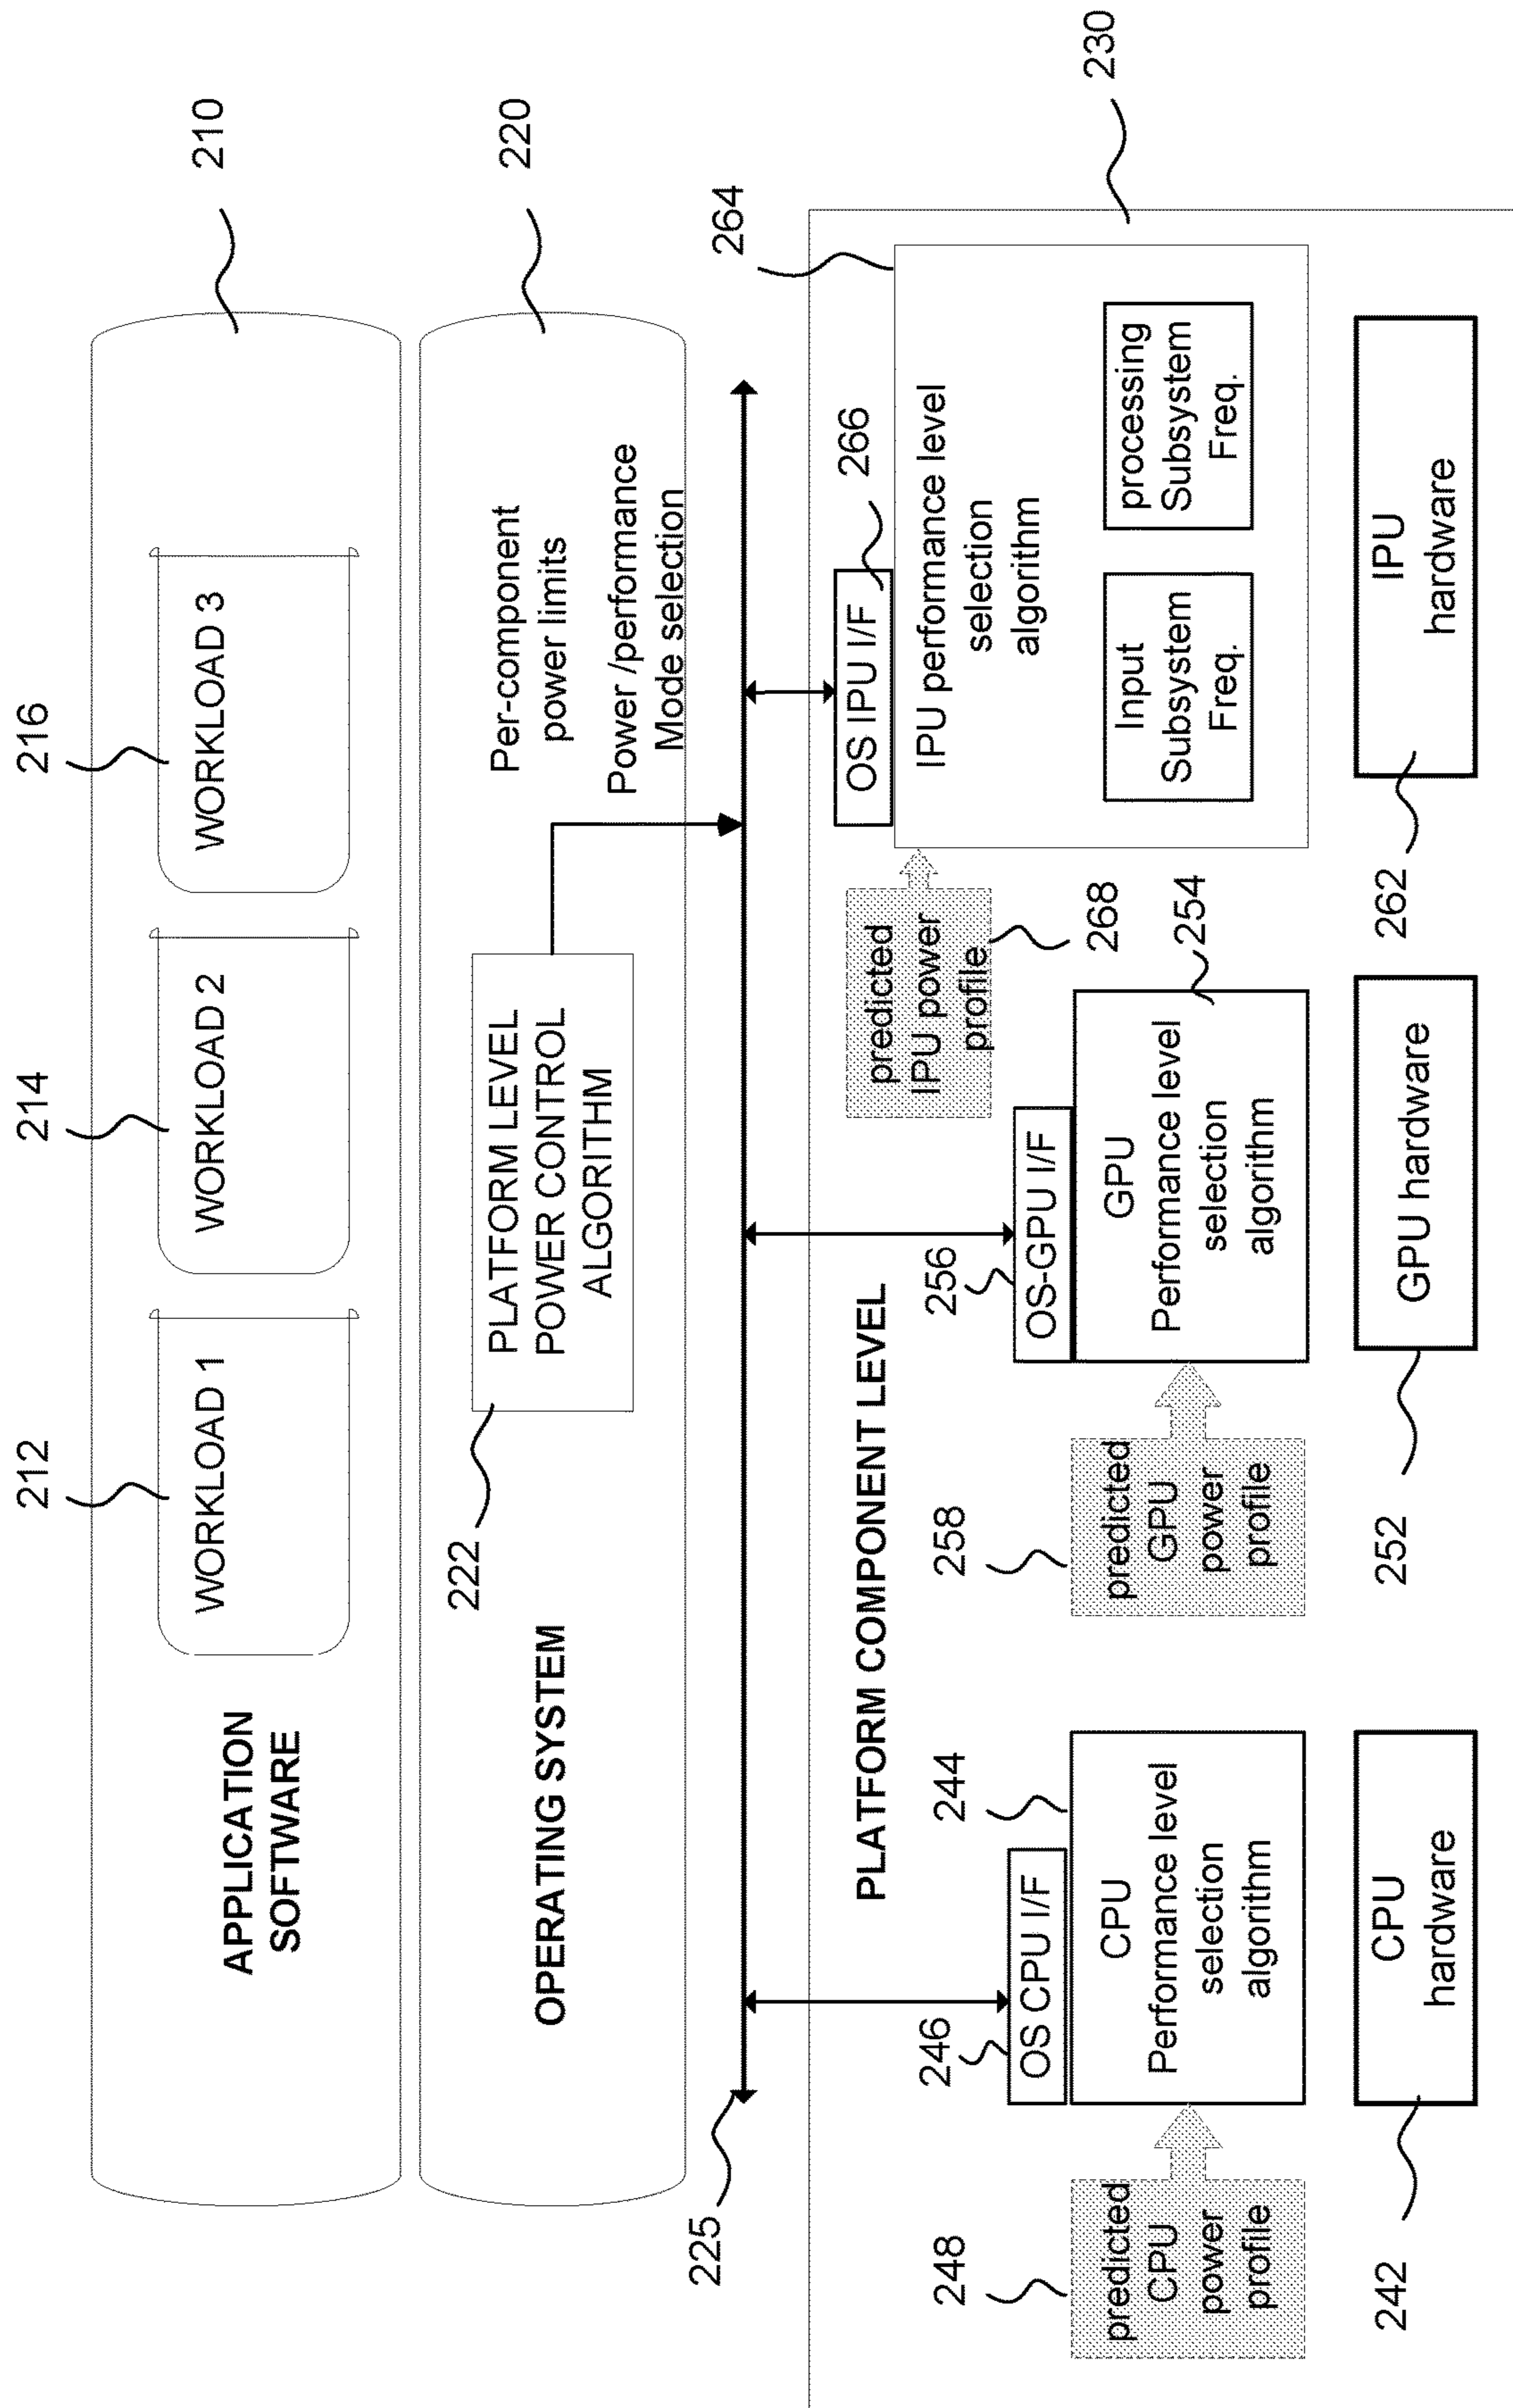 216
214
212
WORKLOAD 1
WORKLOAD 2
WORKLOAD 3
210
APPLICATION
SOFTWARE
220
222
PLATFORM LEVEL
POWER CONTROL
ALGORITHM
Per-component
power limits
Power /performance
Mode selection
OPERATING SYSTEM
225
264
230
PLATFORM COMPONENT LEVEL
248
predicted
CPU
power
profile
246
OS CPU I/F
244
CPU
Performance level
selection
algorithm
CPU
hardware
242
258
predicted
GPU
power
profile
256
OS-GPU I/F
GPU
Performance level
selection
algorithm
254
GPU hardware
252
predicted
IPU power
profile
268
OS IPU I/F
266
IPU performance level
selection
algorithm
Input
Subsystem
Freq.
processing
Subsystem
Freq.
IPU
hardware
262